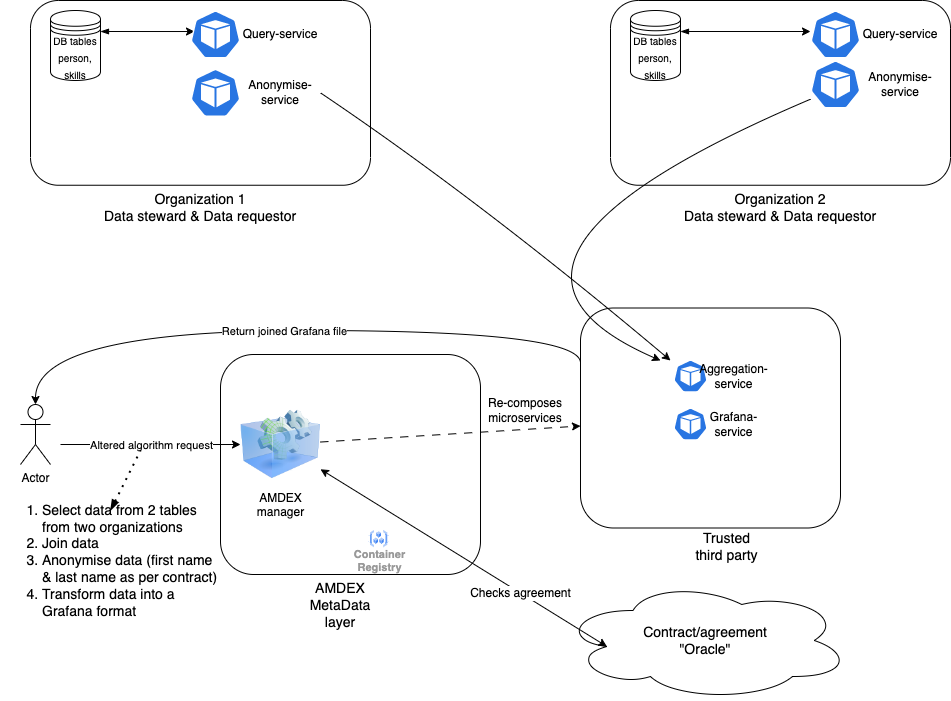 DB tables
person,
skills
Query-service
Anonymise-
service
Organization 1
Data steward & Data requestor
DB tables
person,
skills
Query-service
Anonymise-
service
Organization 2
Data steward & Data requestor
Return joined Grafana file
Aggregation-
service
Grafana-
service
Trusted
third party
Re-composes
microservices
Actor
Altered algorithm request
AMDEX
manager
Container
Registry
AMDEX
MetaData
layer
1. Select data from 2 tables
from two organizations
2. Join data
3. Anonymise data (first name
& last name as per contract)
4. Transform data into a
Grafana format
Checks agreement
Contract/agreement
"Oracle"